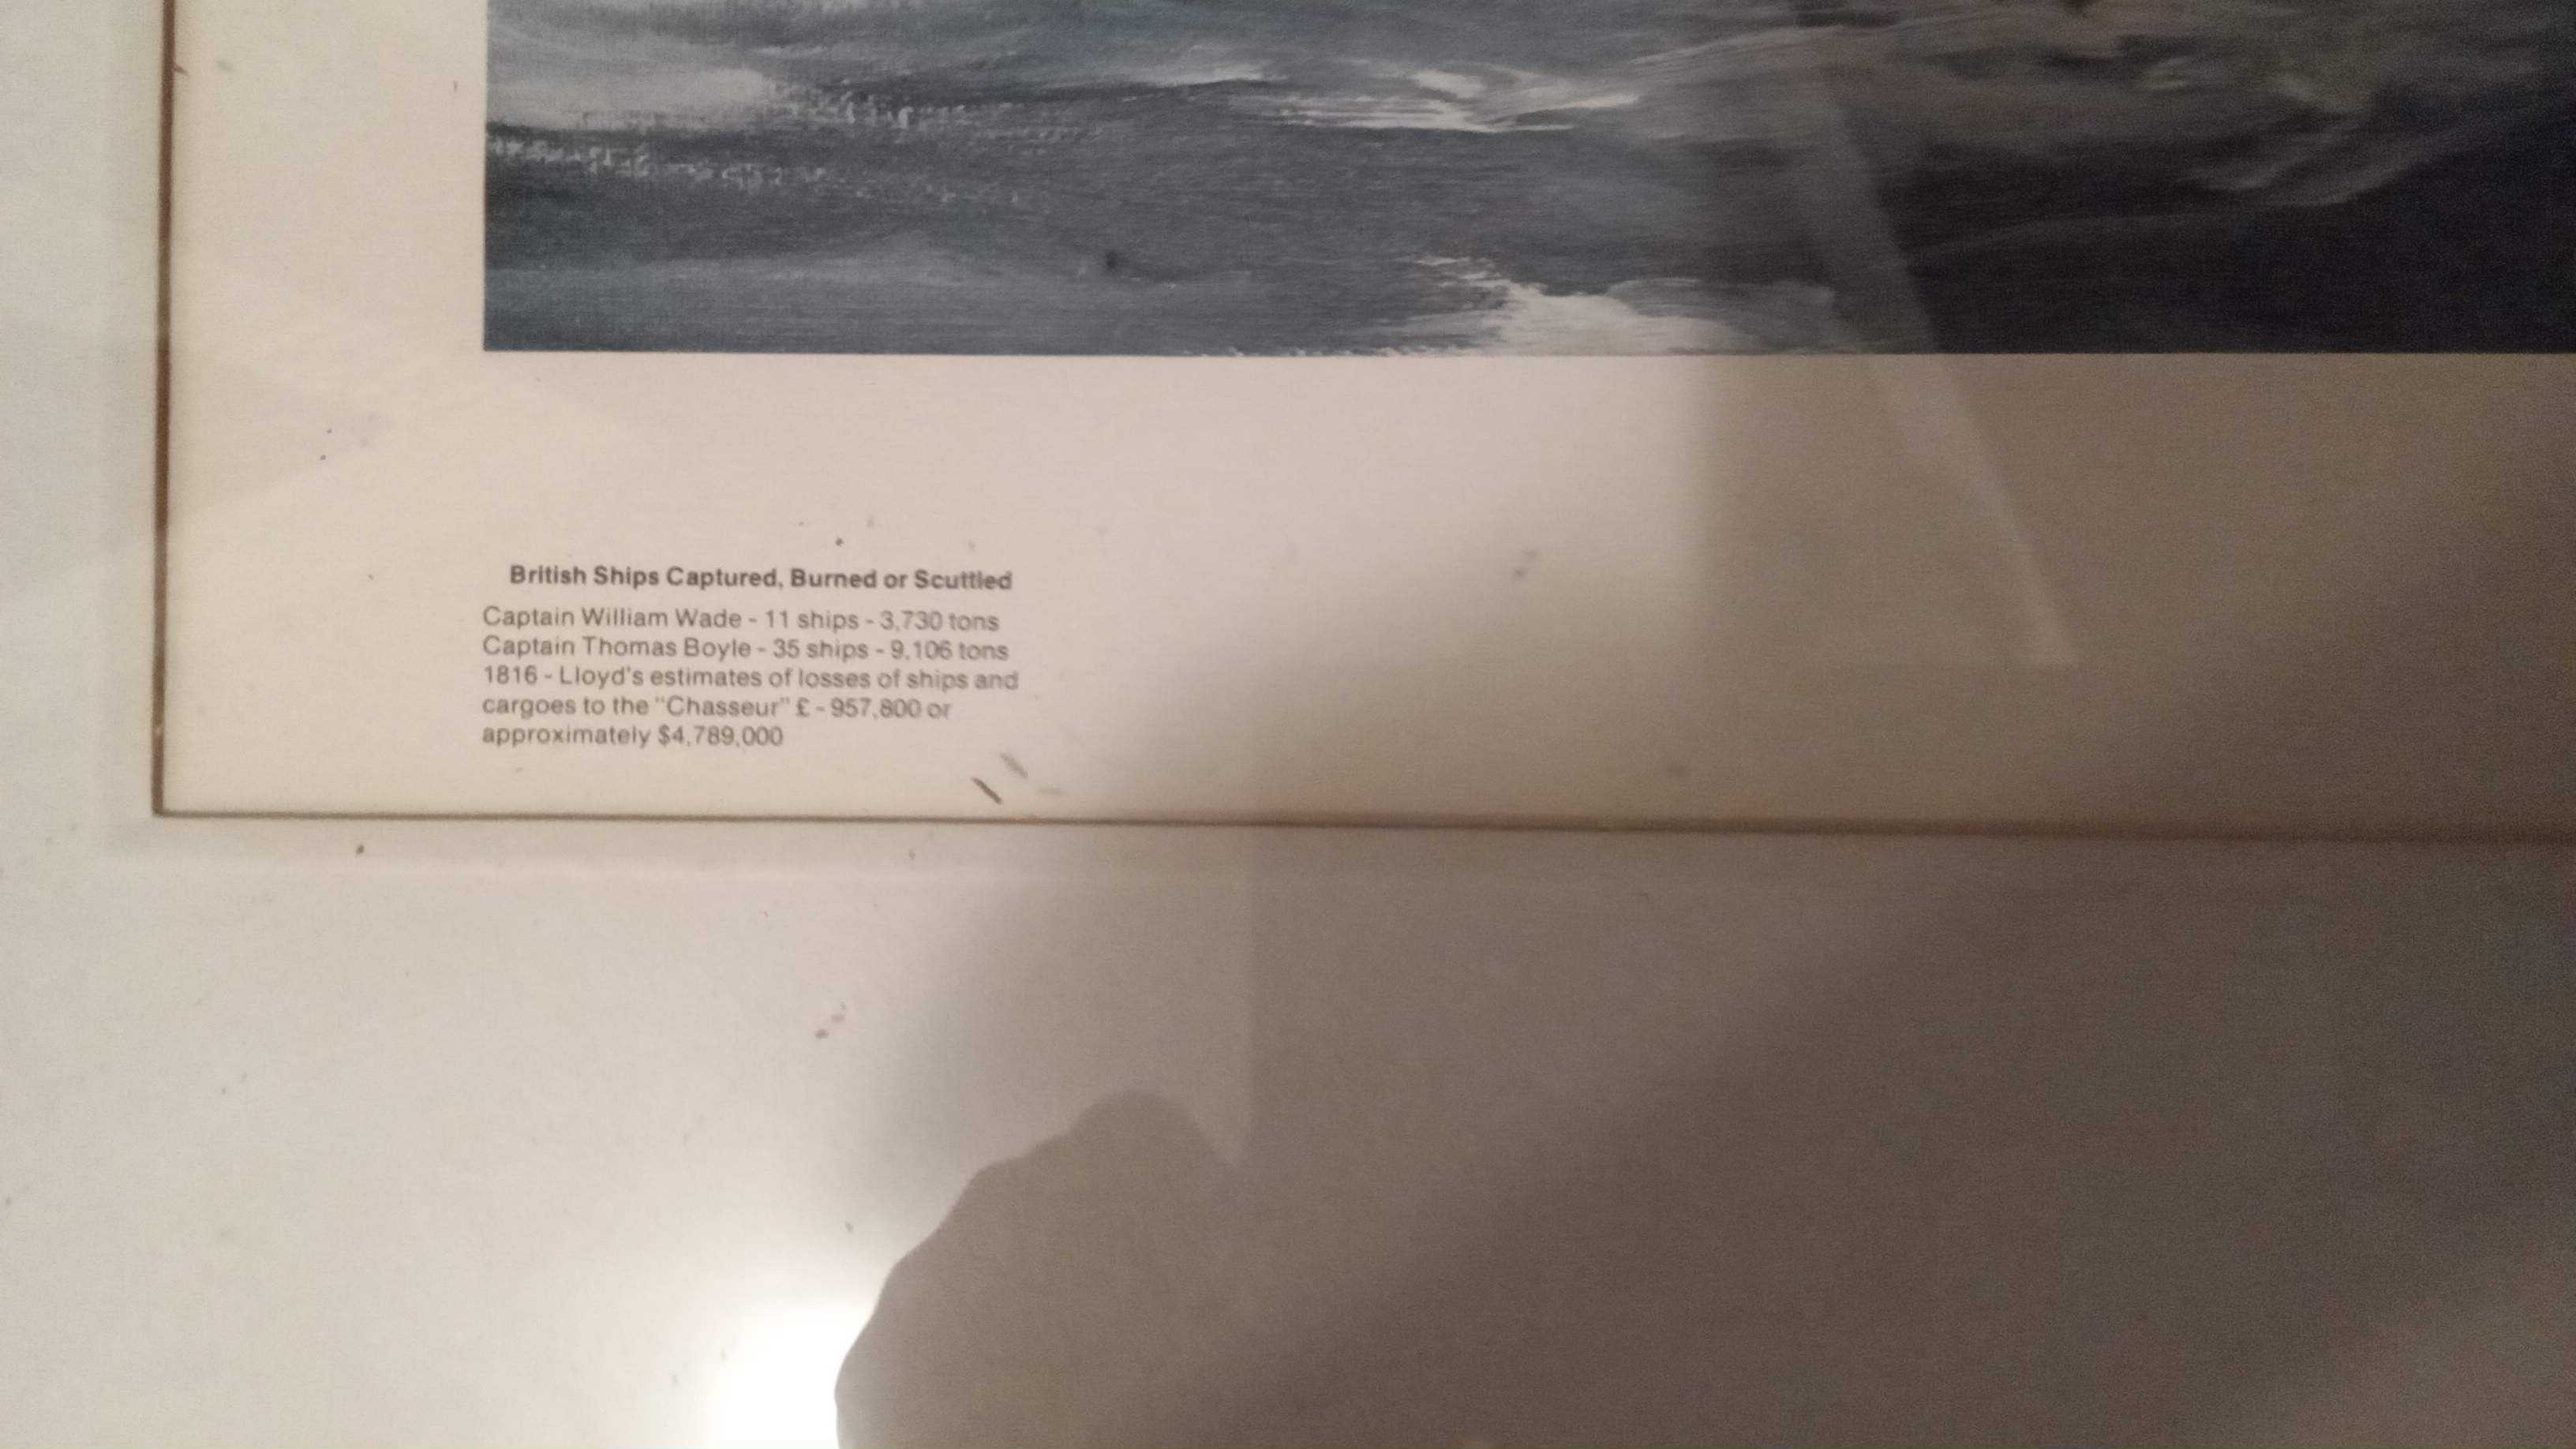 British Ships Captured, Burned or Scuttled
Captain William Wade - 11 ships - 3,730 tons
Captain Thomas Boyle - 35 ships - 9,106 tons
1816 - Lloyd's estimates of losses of ships and
cargoes to the "Chasseur" £ - 957,800 or
approximately $4,789,000